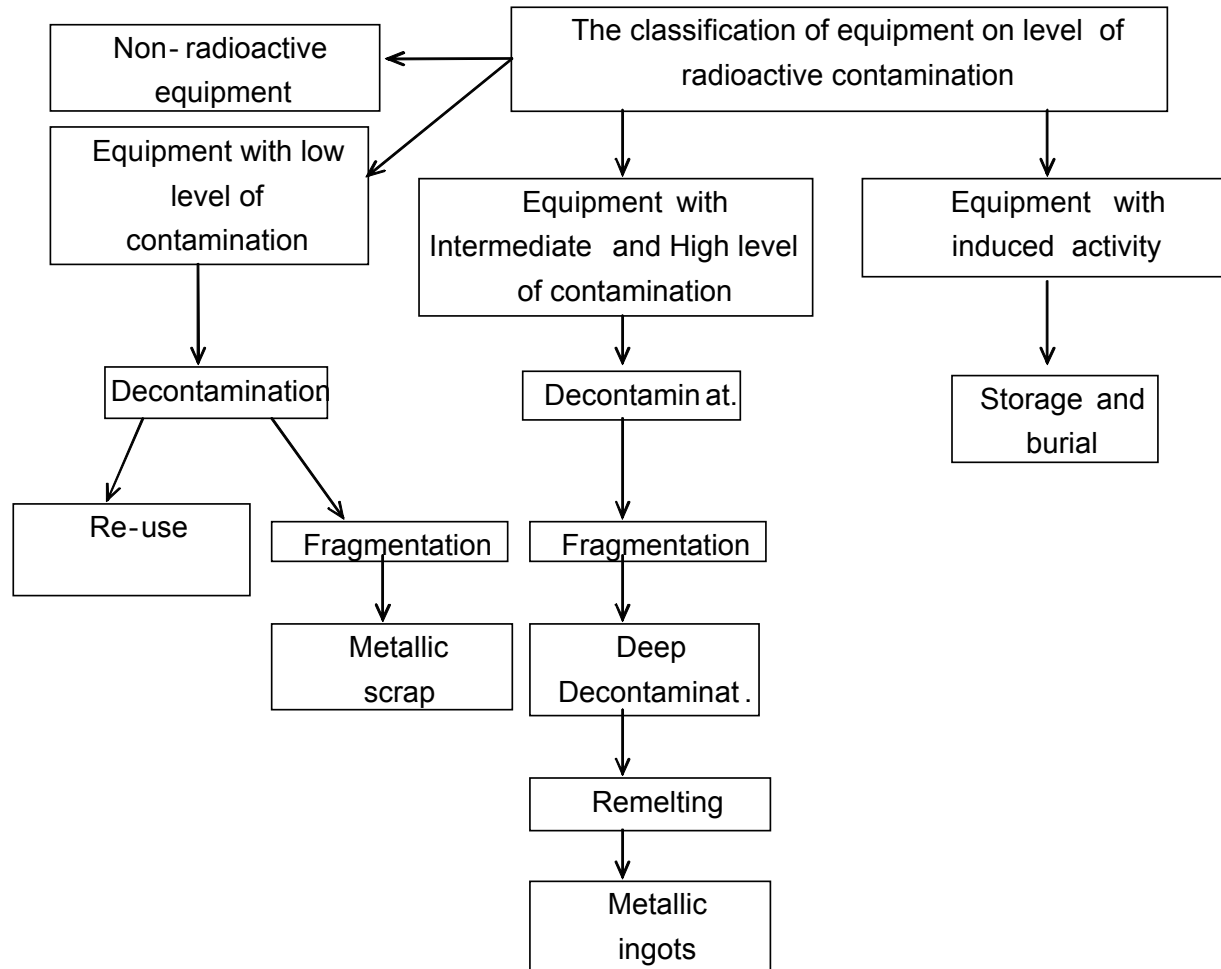 The classification of equipment on level of
radioactive contamination
Non-radioactive
equipment
Equipment with low
level of
contamination
Equipment with
Intermediate and High level
of contamination
Equipment with
induced activity
Decontamination.
Decontaminat.
Storage and
burial
Re-use
Fragmentation
Fragmentation
Metallic
scrap
Deep
Decontaminat.
Remelting
Metallic
ingots